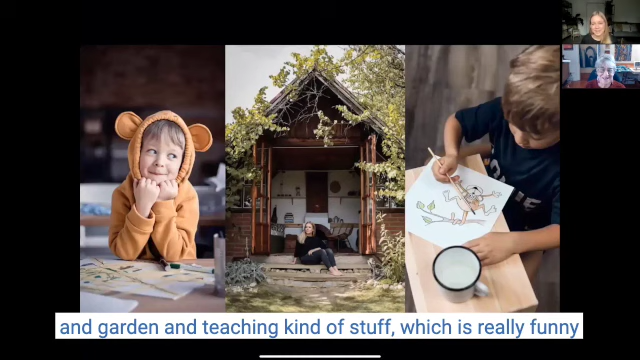 and garden and teaching kind of stuff, which is really funny